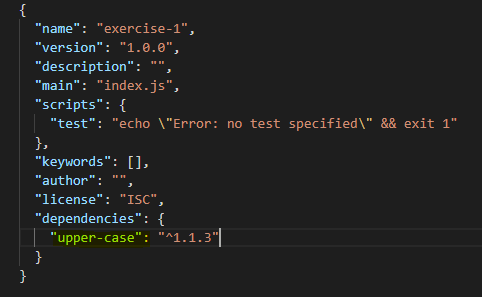 {
"name": "exercise-1",
"version": "1.0.0",
"description": "",
"main": "index.js",
"scripts": {
"test": "echo \"Error: no test specified\" && exit 1"
},
"keywords": [],
"author": "",
"license": "ISC",
"dependencies": {
"upper-case": "^1.1.3"
}
}